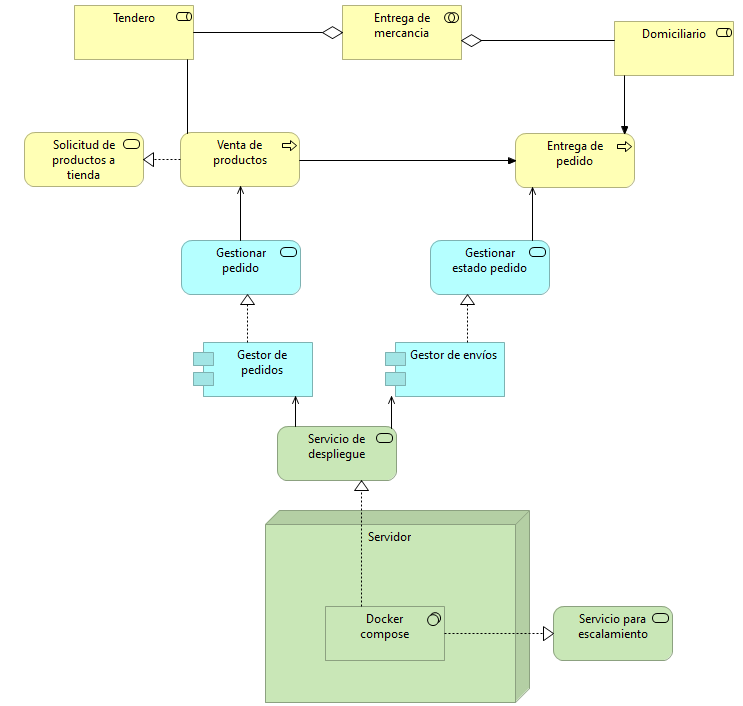 Tendero
Entrega de
mercancia
Domiciliario
Solicitud de
productos a
tienda
Venta de
productos
Entrega de
pedido
Gestionar
pedido
Gestionar
estado pedido
Gestor de
pedidos
Gestor de envíos
Servicio de
despliegue
Servidor
Docker
compose
Servicio para
escalamiento